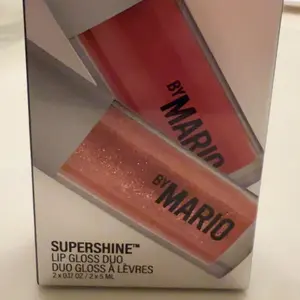 BY
MARIO
BY
MARIO
SUPERSHINE™
LIP GLOSS DUO
DUO GLOSS À LÈVRES
2 x 0.17 OZ / 2 x 5 ML